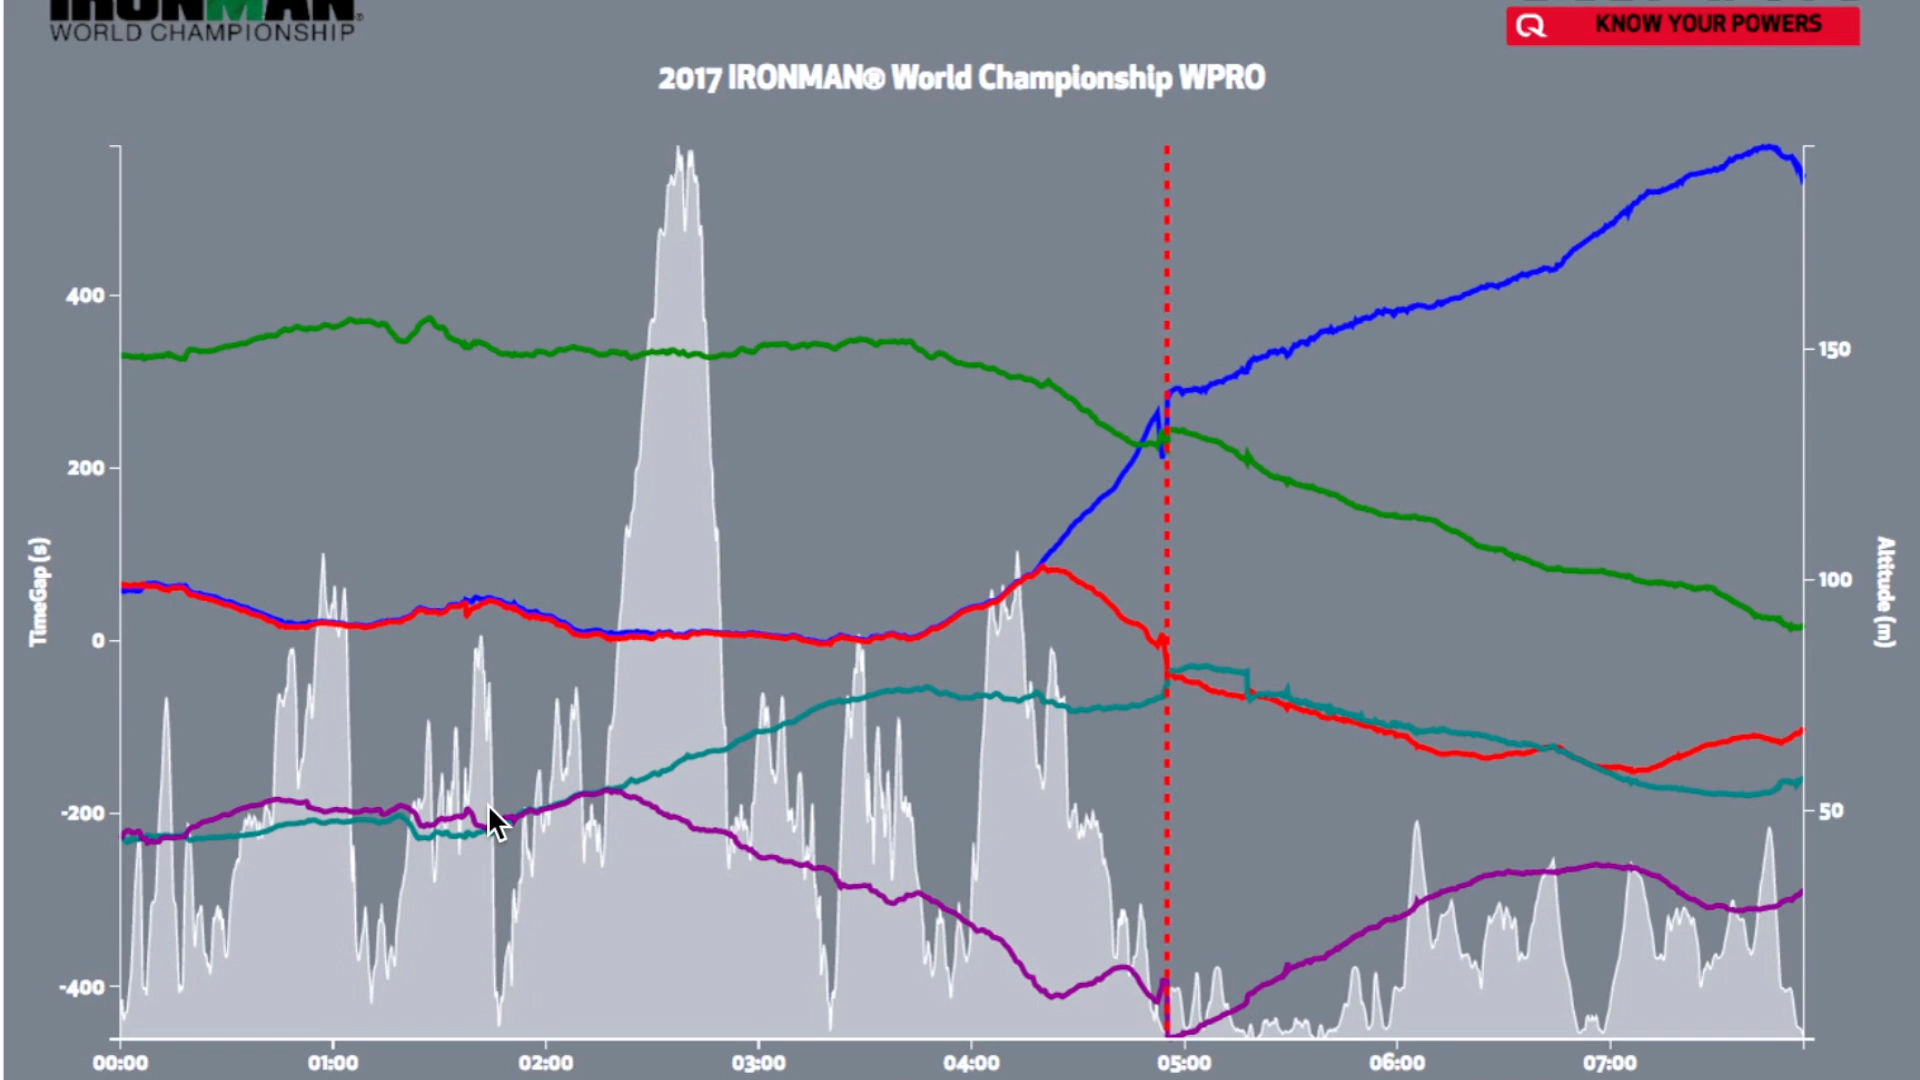 IRONMAN®
WORLD CHAMPIONSHIP
Q KNOW YOUR POWERS
2017 IRONMAN® World Championship WPRO
400
200
0
-200
-400
TimeGap (s)
150
100
50
Altitude (m)
00:00 01:00 02:00 03:00 04:00 05:00 06:00 07:00